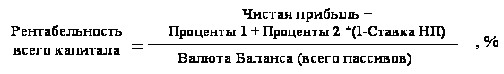 Чистая прибыль –
Рентабельность Проценты 1 + Проценты 2 *(1-Ставка НП)
всего капитала = , %
Валюта Баланса (всего пассивов)